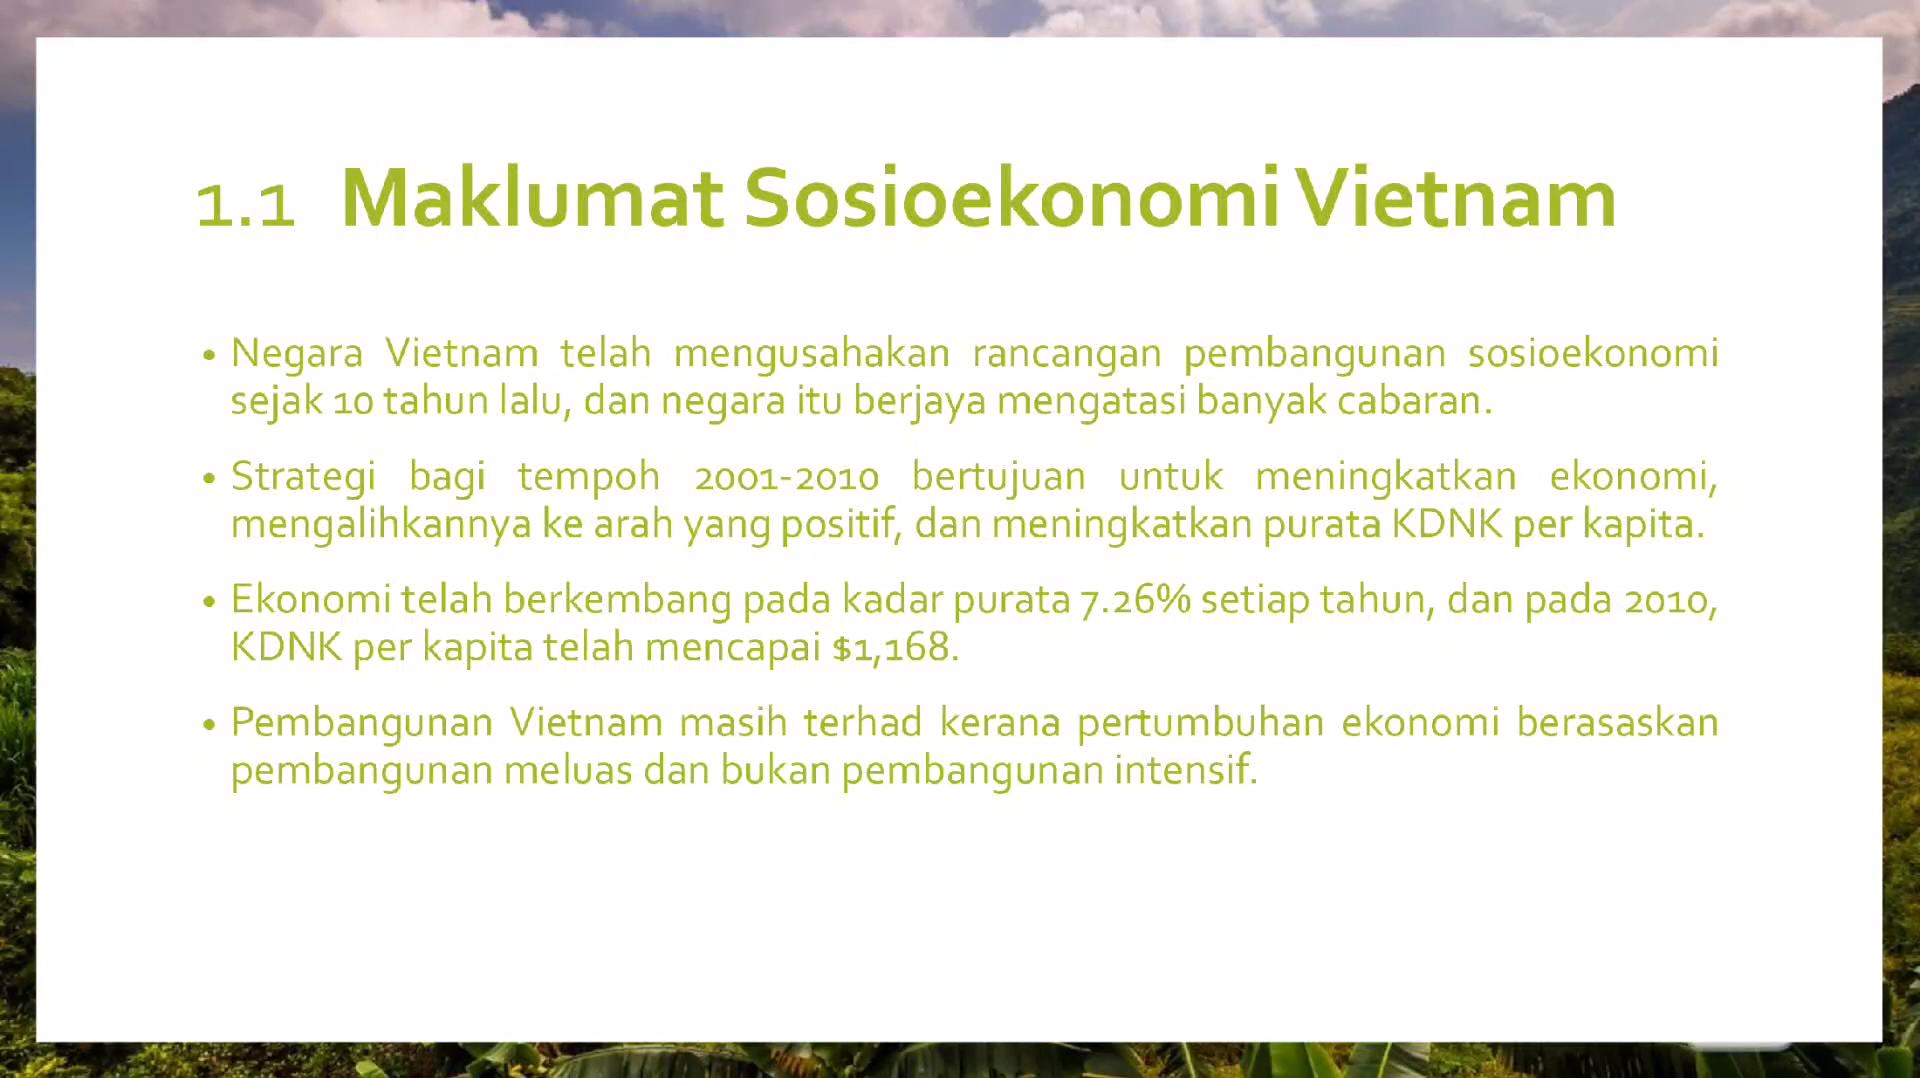 1.1 Maklumat Sosioekonomi Vietnam
• Negara Vietnam telah mengusahakan rancangan pembangunan sosioekonomi
sejak 10 tahun lalu, dan negara itu berjaya mengatasi banyak cabaran.
• Strategi bagi tempoh 2001-2010 bertujuan untuk meningkatkan ekonomi,
mengalihkannya ke arah yang positif, dan meningkatkan purata KDNK per kapita.
• Ekonomi telah berkembang pada kadar purata 7.26% setiap tahun, dan pada 2010,
KDNK per kapita telah mencapai $1,168.
• Pembangunan Vietnam masih terhad kerana pertumbuhan ekonomi berasaskan
pembangunan meluas dan bukan pembangunan intensif.